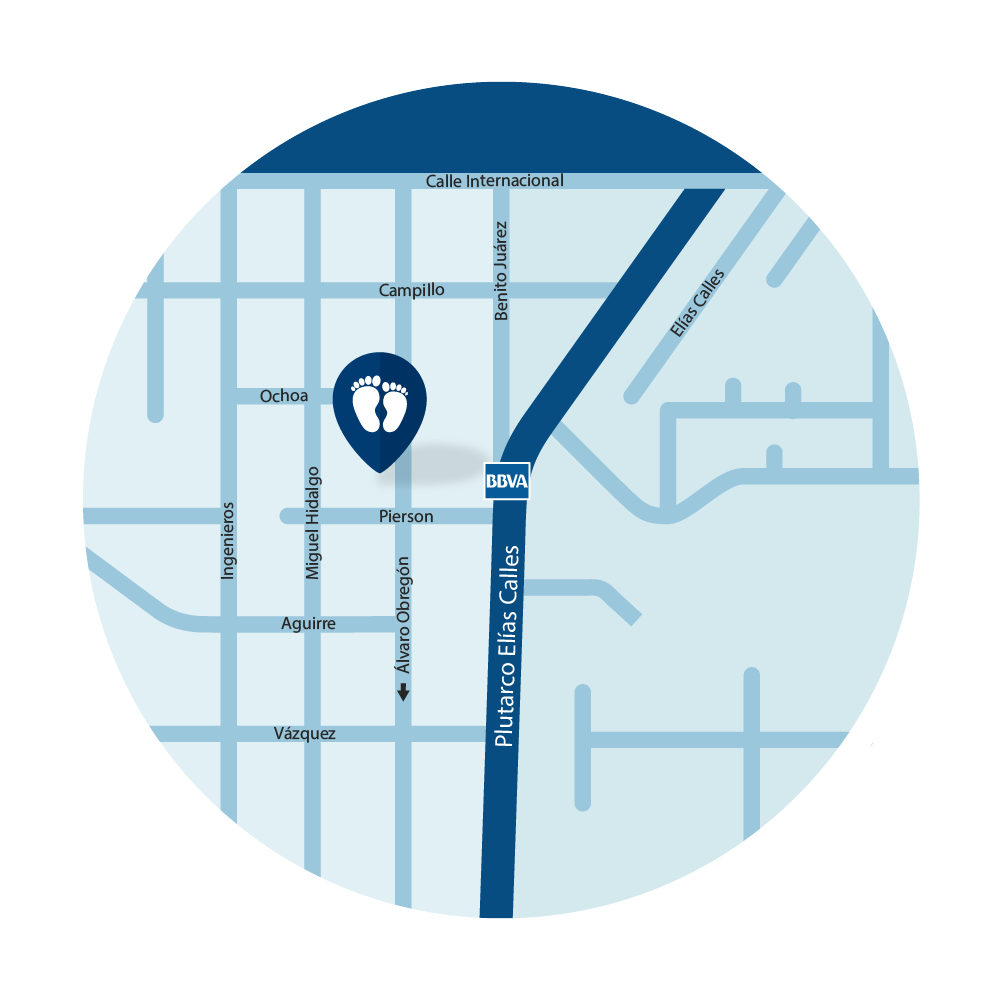 Calle Internacional
Benito Juárez
Elías Calles
Campillo
Ochoa
BBVA
Miguel Hidalgo
Ingenieros
Pierson
Plutarco Elías Calles
Álvaro Obregón
Aguirre
Vázquez